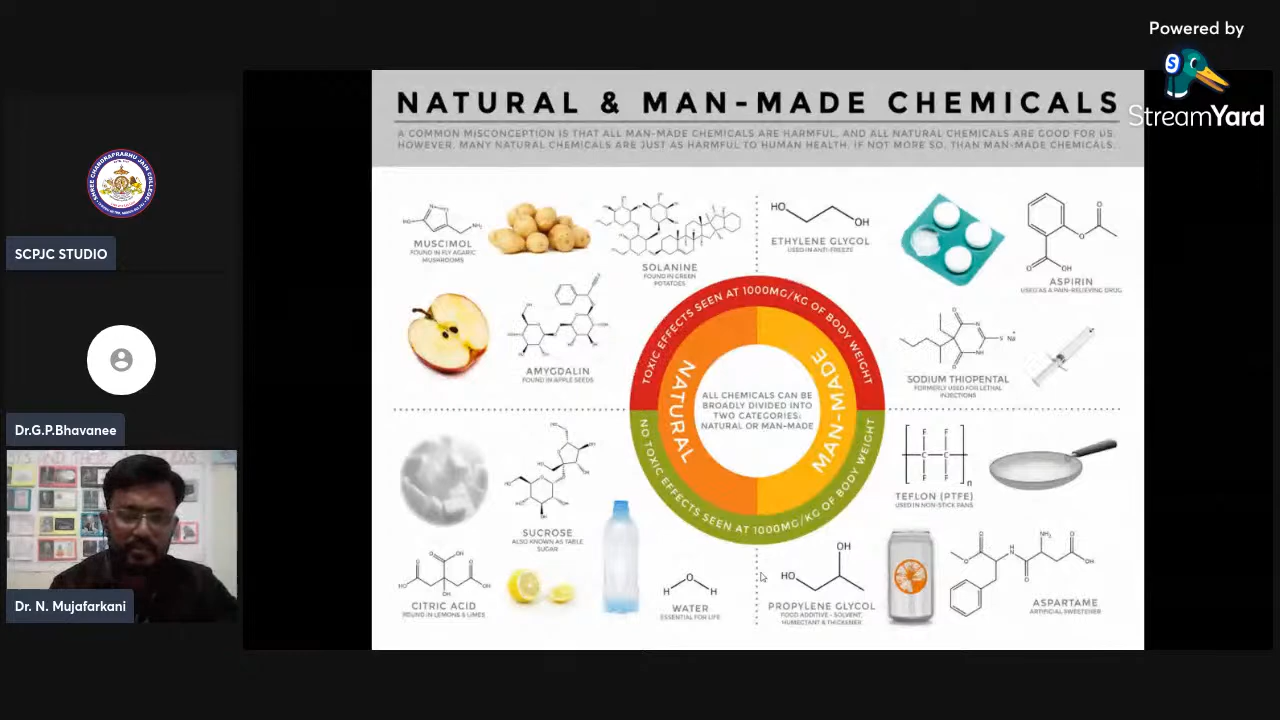 Powered by
StreamYard
SCPJC STUDIO
Dr.G.P.Bhavanee
Dr. N. Mujafarkani
NATURAL & MAN-MADE CHEMICALS
A COMMON MISCONCEPTION IS THAT ALL MAN-MADE CHEMICALS ARE HARMFUL, AND ALL NATURAL CHEMICALS ARE GOOD FOR US.
HOWEVER, MANY NATURAL CHEMICALS ARE JUST AS HARMFUL TO HUMAN HEALTH, IF NOT MORE SO, THAN MAN-MADE CHEMICALS.
MUSCIMOL
FOUND IN FLY AGARIC
MUSHROOMS
SOLANINE
FOUND IN GREEN
POTATOES
ETHYLENE GLYCOL
USED IN ANTI-FREEZE
ASPIRIN
USED AS A PAIN-RELIEVING DRUG
AMYGDALIN
FOUND IN APPLE SEEDS
SODIUM THIOPENTAL
FORMERLY USED FOR LETHAL
INJECTIONS
TOXIC EFFECTS SEEN AT 1000MG/KG OF BODY WEIGHT
NATURAL
MAN-MADE
ALL CHEMICALS CAN BE
BROADLY DIVIDED INTO
TWO CATEGORIES:
NATURAL OR MAN-MADE
NO TOXIC EFFECTS SEEN AT 1000MG/KG OF BODY WEIGHT
SUCROSE
ALSO KNOWN AS TABLE
SUGAR
TEFLON (PTFE)
USED IN NON-STICK PANS
CITRIC ACID
FOUND IN LEMONS & LIMES
WATER
ESSENTIAL FOR LIFE
PROPYLENE GLYCOL
FOOD ADDITIVE - SOLVENT,
HUMECTANT & THICKENER
ASPARTAME
ARTIFICIAL SWEETENER